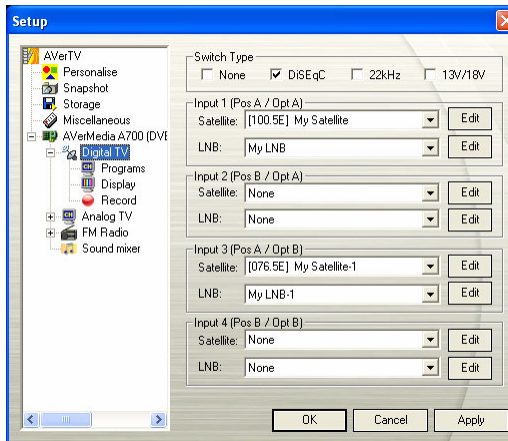 Setup
AVerTV
Personalise
Snapshot
Storage
Miscellaneous
AVerMedia A700 (DVB
Digital TV
CH
Programs
Display
Record
CH
Analog TV
FM Radio
Sound mixer
Switch Type
None
DiSEqC
22kHz
13V/18V
Input 1 (Pos A / Opt A)
Satellite: [100.5E] My Satellite Edit
LNB: My LNB Edit
Input 2 (Pos B / Opt A)
Satellite: None Edit
LNB: None Edit
Input 3 (Pos A / Opt B)
Satellite: [076.5E] My Satellite-1 Edit
LNB: My LNB-1 Edit
Input 4 (Pos B / Opt B)
Satellite: None Edit
LNB: None Edit
OK Cancel Apply